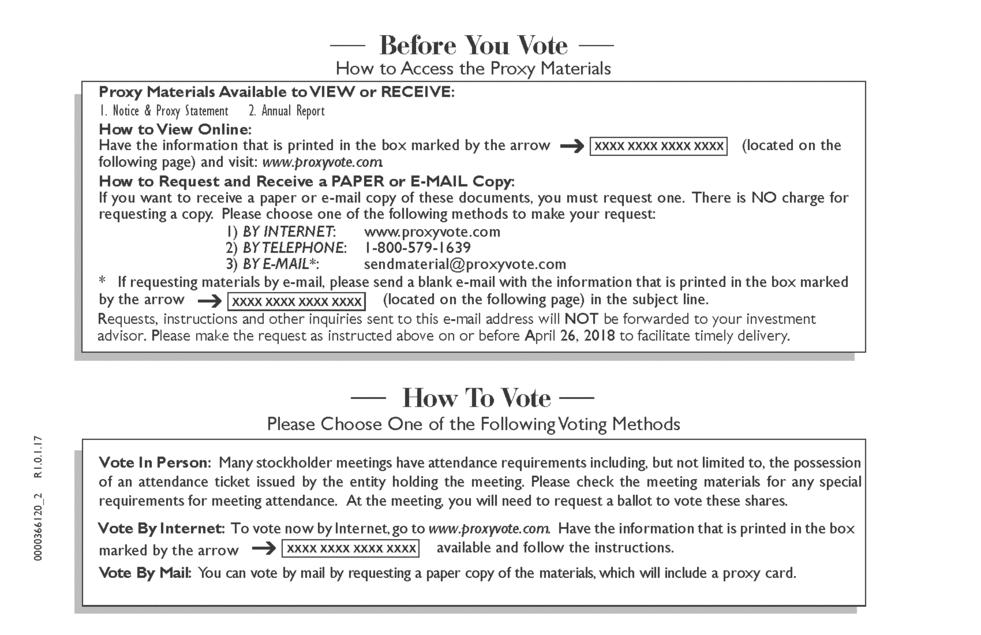 Before You Vote
How to Access the Proxy Materials
Proxy Materials Available to VIEW or RECEIVE:
1. Notice & Proxy Statement 2. Annual Report
How to View Online:
Have the information that is printed in the box marked by the arrow → XXXX XXXX XXXX XXXX (located on the
following page) and visit: www.proxyvote.com.
How to Request and Receive a PAPER or E-MAIL Copy:
If you want to receive a paper or e-mail copy of these documents, you must request one. There is NO charge for
requesting a copy. Please choose one of the following methods to make your request:
1) BY INTERNET: www.proxyvote.com
2) BY TELEPHONE: 1-800-579-1639
3) BY E-MAIL*: sendmaterial@proxyvote.com
* If requesting materials by e-mail, please send a blank e-mail with the information that is printed in the box marked
by the arrow → XXXX XXXX XXXX XXXX (located on the following page) in the subject line.
Requests, instructions and other inquiries sent to this e-mail address will NOT be forwarded to your investment
advisor. Please make the request as instructed above on or before April 26, 2018 to facilitate timely delivery.
How To Vote
Please Choose One of the Following Voting Methods
Vote In Person: Many stockholder meetings have attendance requirements including, but not limited to, the possession
of an attendance ticket issued by the entity holding the meeting. Please check the meeting materials for any special
requirements for meeting attendance. At the meeting, you will need to request a ballot to vote these shares.
Vote By Internet: To vote now by Internet, go to www.proxyvote.com. Have the information that is printed in the box
marked by the arrow → XXXX XXXX XXXX XXXX available and follow the instructions.
Vote By Mail: You can vote by mail by requesting a paper copy of the materials, which will include a proxy card.
0000366120_2 R1.0.1.17